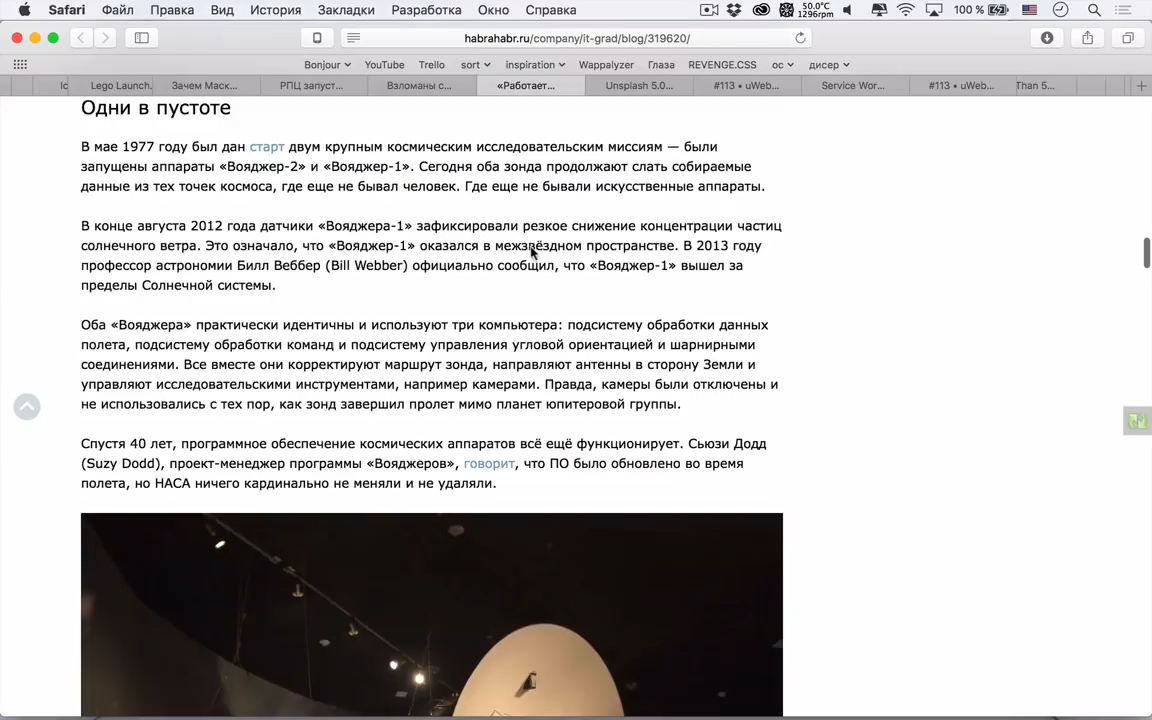 Safari Файл Правка Вид История Закладки Разработка Окно Справка 50.0°C 1296rpm 100 %
habrahabr.ru/company/it-grad/blog/319620/
Bonjour YouTube Trello sort inspiration Wappalyzer Глаза REVENGE.CSS ос дисер
Lego Launch. Зачем Маск... РПЦ запуст... Взломаны с... «Работает... Unsplash 5.0... #113 • uWeb... Service Wor... #113 • uWeb... Than 5...
Одни в пустоте
В мае 1977 году был дан старт двум крупным космическим исследовательским миссиям — были
запущены аппараты «Вояджер-2» и «Вояджер-1». Сегодня оба зонда продолжают слать собираемые
данные из тех точек космоса, где еще не бывал человек. Где еще не бывали искусственные аппараты.
В конце августа 2012 года датчики «Вояджера-1» зафиксировали резкое снижение концентрации частиц
солнечного ветра. Это означало, что «Вояджер-1» оказался в межзвёздном пространстве. В 2013 году
профессор астрономии Билл Веббер (Bill Webber) официально сообщил, что «Вояджер-1» вышел за
пределы Солнечной системы.
Оба «Вояджера» практически идентичны и используют три компьютера: подсистему обработки данных
полета, подсистему обработки команд и подсистему управления угловой ориентацией и шарнирными
соединениями. Все вместе они корректируют маршрут зонда, направляют антенны в сторону Земли и
управляют исследовательскими инструментами, например камерами. Правда, камеры были отключены и
не использовались с тех пор, как зонд завершил пролет мимо планет юпитеровой группы.
Спустя 40 лет, программное обеспечение космических аппаратов всё ещё функционирует. Сьюзи Додд
(Suzy Dodd), проект-менеджер программы «Вояджеров», говорит, что ПО было обновлено во время
полета, но НАСА ничего кардинально не меняли и не удаляли.